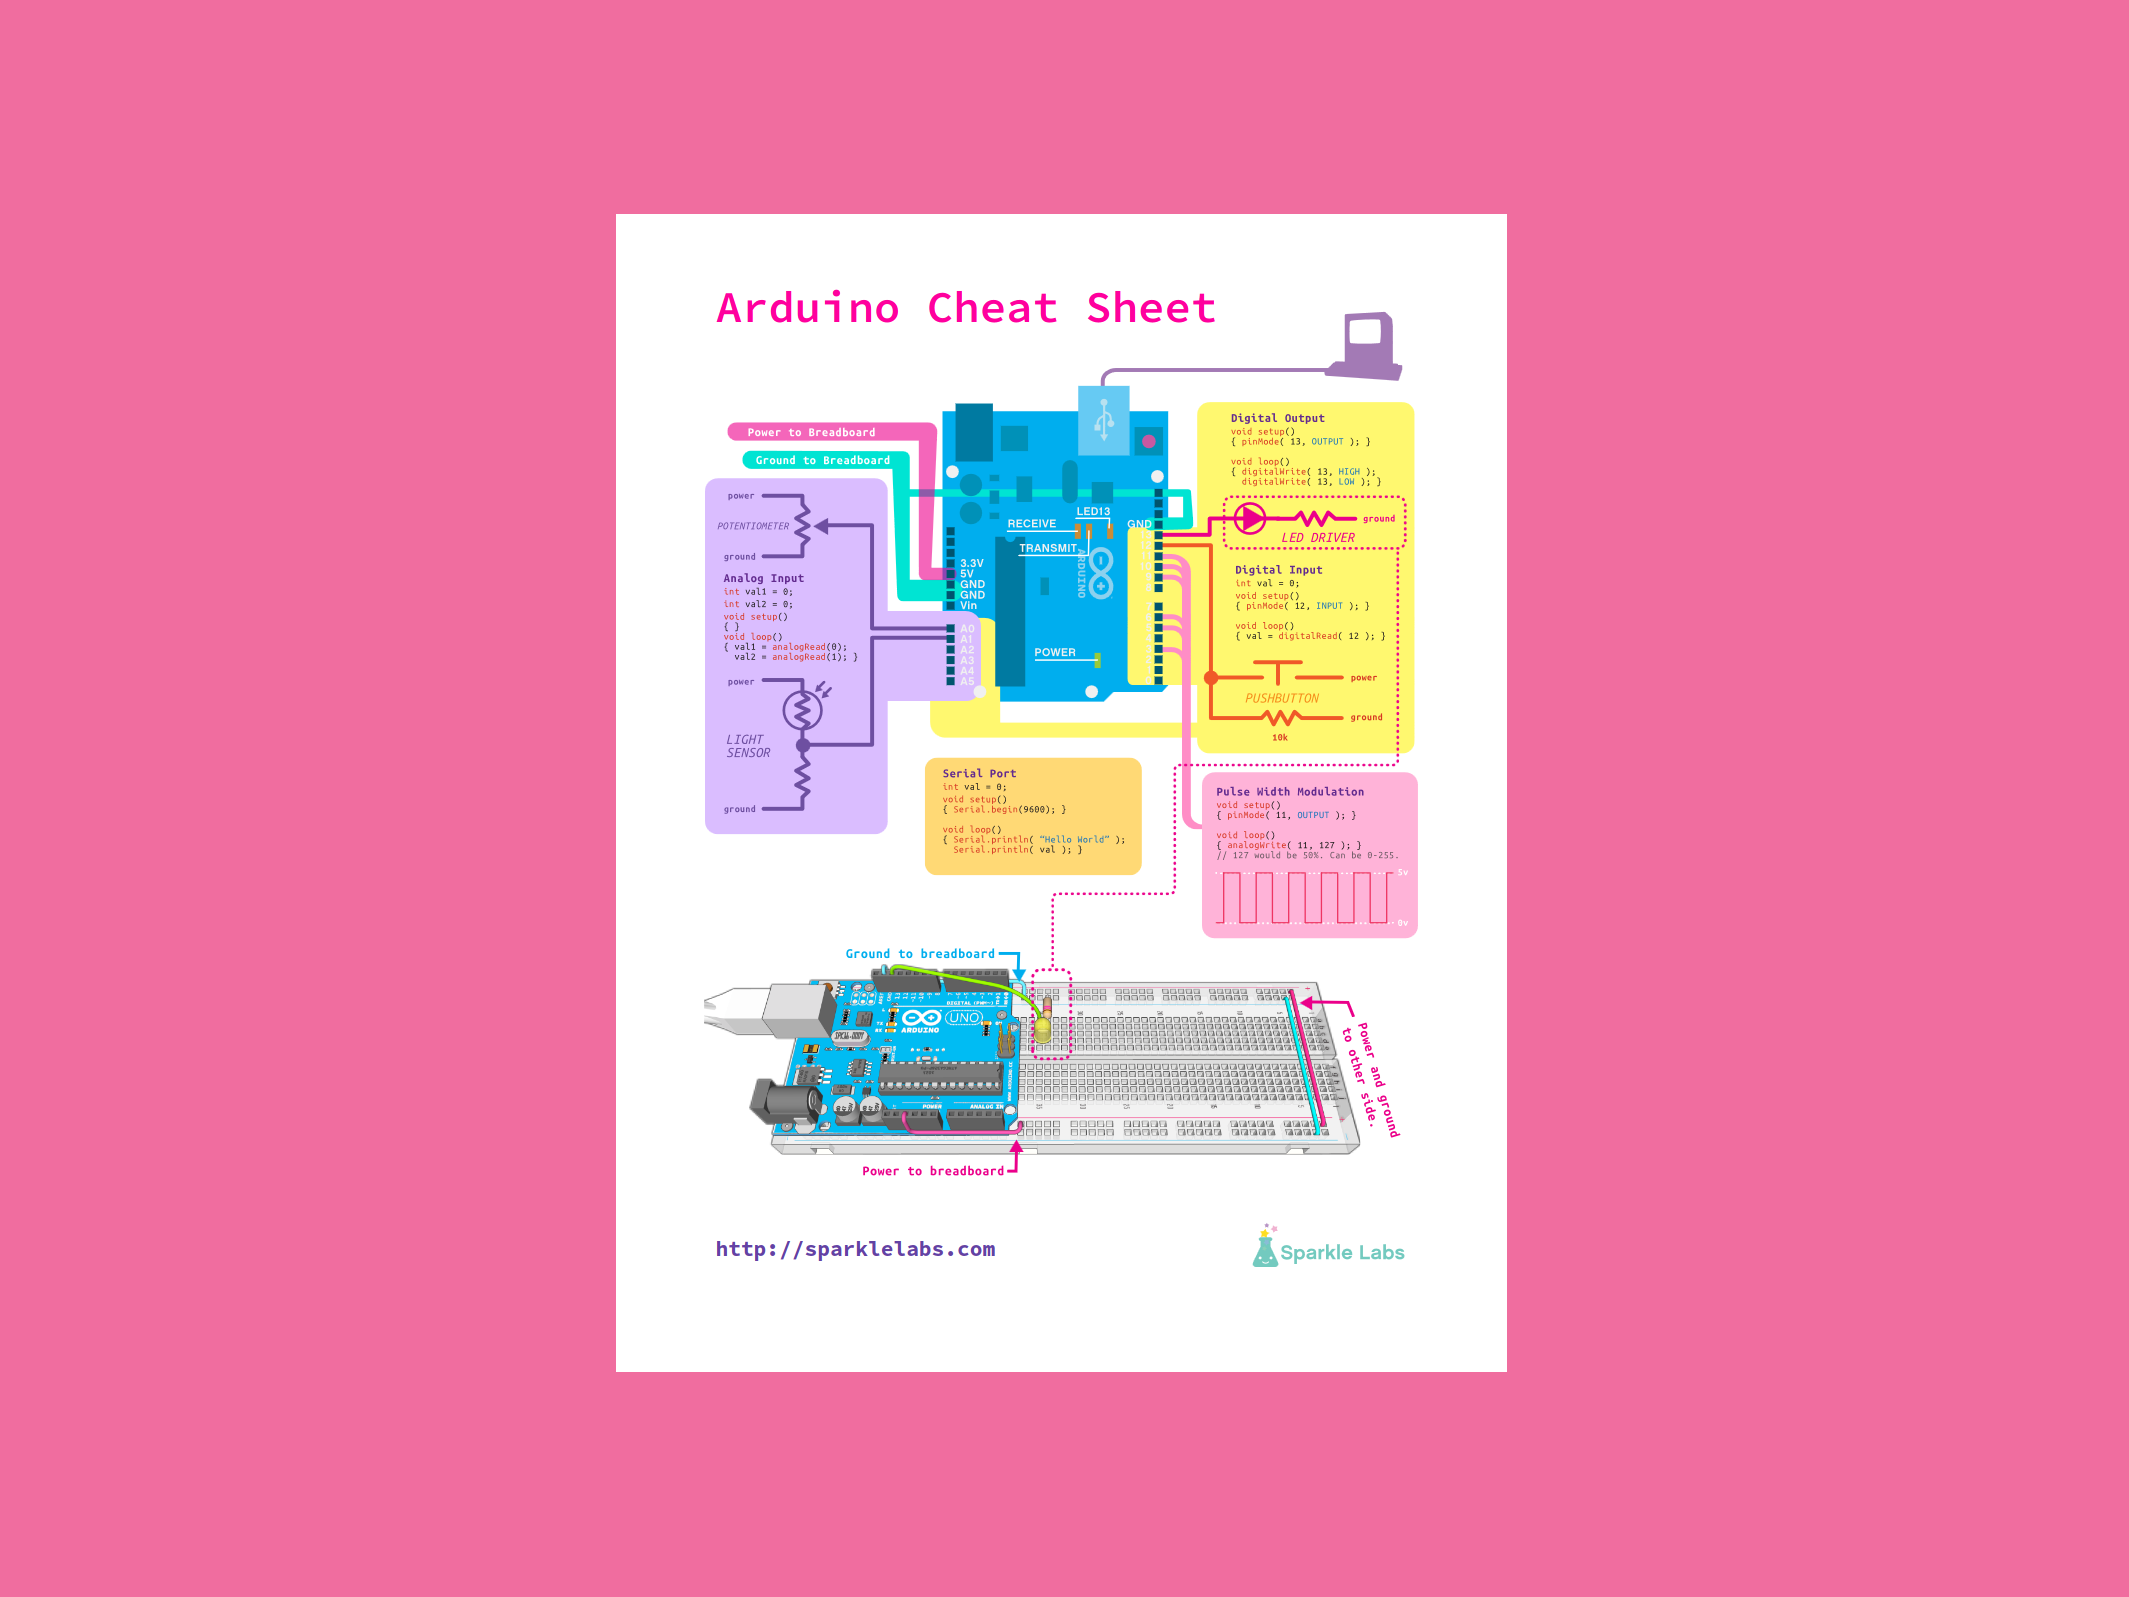 Arduino Cheat Sheet
Power to Breadboard
Ground to Breadboard
power
POTENTIOMETER
ground
Analog Input
int val1 = 0;
int val2 = 0;
void setup()
{ }
void loop()
{ val1 = analogRead(0);
val2 = analogRead(1); }
power
LIGHT
SENSOR
ground
LED13
RECEIVE
TRANSMIT
GND
ARDUINO
3.3V
5V
GND
GND
Vin
A0
A1
A2
A3
A4
A5
POWER
Digital Output
void setup()
{ pinMode( 13, OUTPUT ); }
void loop()
{ digitalWrite( 13, HIGH );
digitalWrite( 13, LOW ); }
ground
LED DRIVER
Digital Input
int val = 0;
void setup()
{ pinMode( 12, INPUT ); }
void loop()
{ val = digitalRead( 12 ); }
power
PUSHBUTTON
ground
10k
Serial Port
int val = 0;
void setup()
{ Serial.begin(9600); }
void loop()
{ Serial.println( “Hello World” );
Serial.println( val ); }
Pulse Width Modulation
void setup()
{ pinMode( 11, OUTPUT ); }
void loop()
{ analogWrite( 11, 127 ); }
// 127 would be 50%. Can be 0-255.
5v
0v
Ground to breadboard
DIGITAL (PWM~)
UNO
ARDUINO
POWER
ANALOG IN
Power and ground
to other side.
Power to breadboard
http://sparklelabs.com
Sparkle Labs